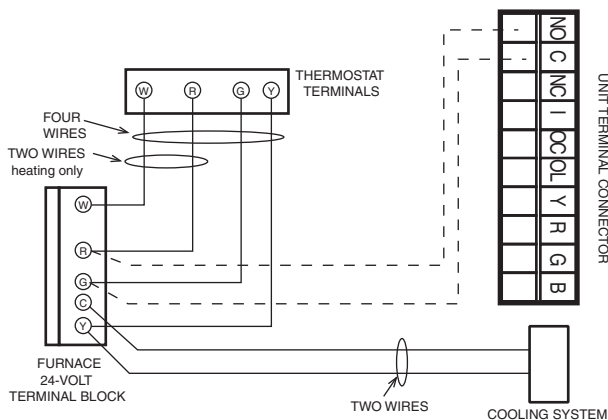 THERMOSTAT
TERMINALS
W R G Y
FOUR
WIRES
TWO WIRES
heating only
W
R
G
C
Y
FURNACE
24-VOLT
TERMINAL BLOCK
TWO WIRES
COOLING SYSTEM
NO
C
NC
I
OC
OL
Y
R
G
B
UNIT TERMINAL CONNECTOR